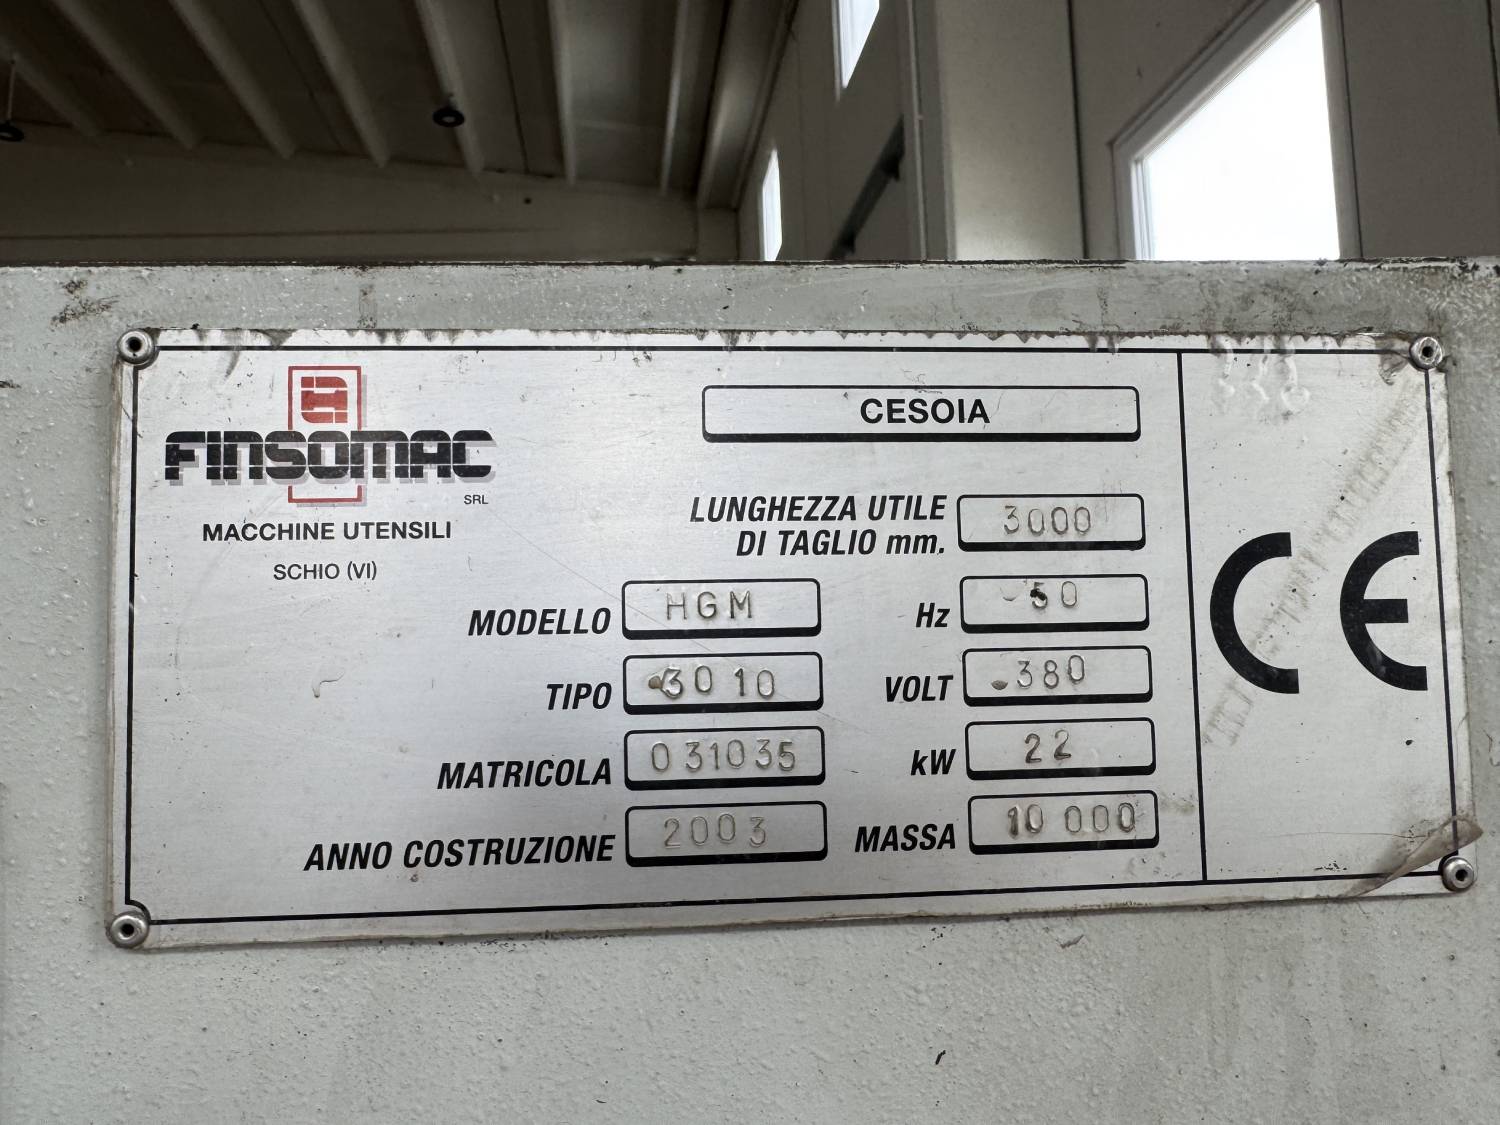 FINSOMAC
SRL
MACCHINE UTENSILI
SCHIO (VI)
CESOIA
LUNGHEZZA UTILE
DI TAGLIO mm. 3000
MODELLO HGM
Hz 50
TIPO 3010
VOLT 380
MATRICOLA 031035
kW 22
ANNO COSTRUZIONE 2003
MASSA 10 000
CE